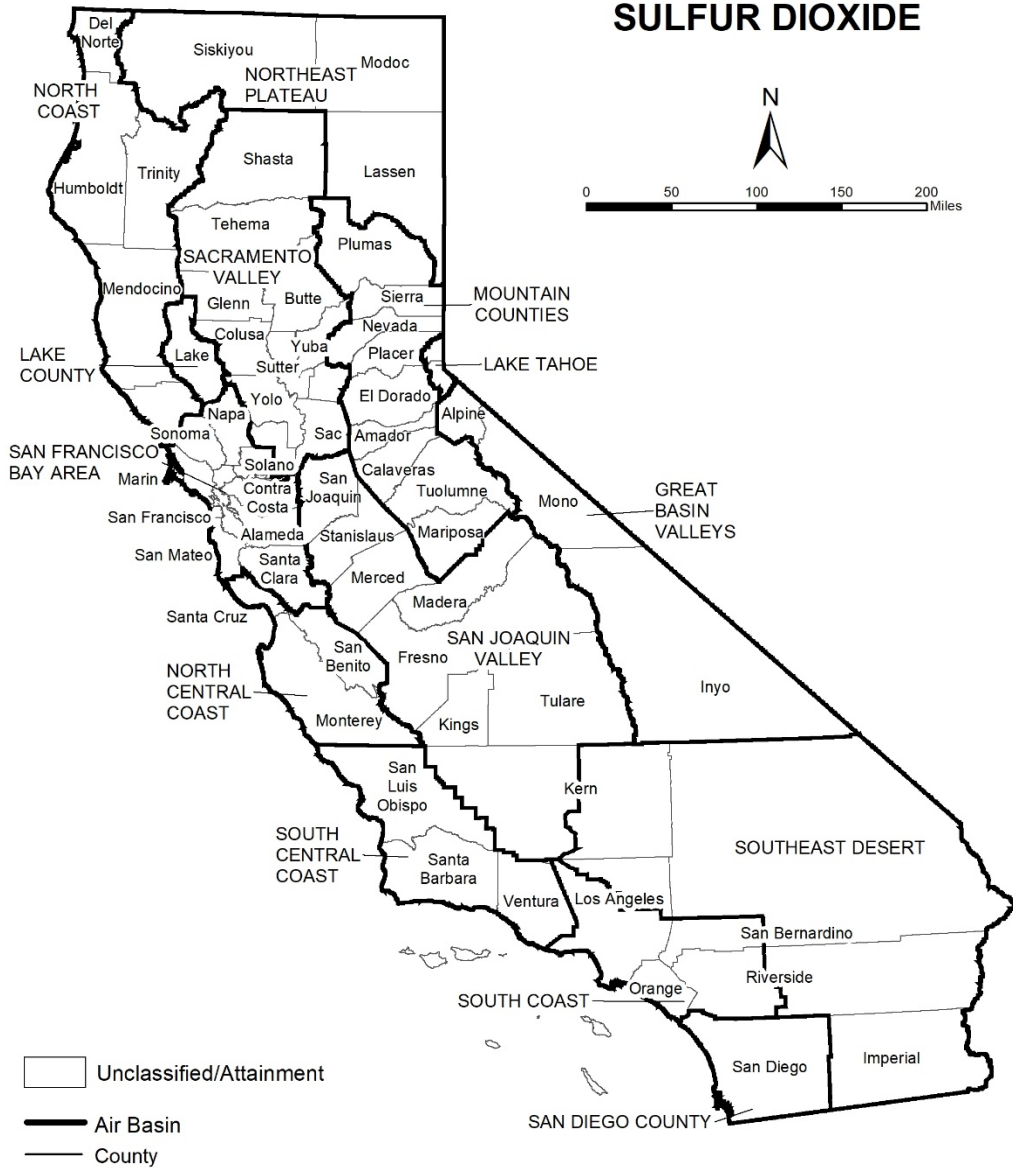 SULFUR DIOXIDE
N
0 50 100 150 200
Miles
Del
Norte
Siskiyou
Modoc
NORTHEAST
PLATEAU
NORTH
COAST
Shasta
Trinity
Lassen
Humboldt
Tehema
Plumas
SACRAMENTO
VALLEY
Mendocino
Glenn
Butte
Sierra
MOUNTAIN
COUNTIES
Nevada
Colusa
Yuba
Placer
LAKE
COUNTY
Lake
Sutter
LAKE TAHOE
El Dorado
Yolo
Napa
Alpine
Sonoma
Sac
Amador
SAN FRANCISCO
BAY AREA
Solano
Calaveras
Marin
Contra
Costa
San
Joaquin
Tuolumne
Mono
GREAT
BASIN
VALLEYS
San Francisco
Alameda
Stanislaus
Mariposa
San Mateo
Santa
Clara
Merced
Madera
Santa Cruz
SAN JOAQUIN
VALLEY
San
Benito
Fresno
NORTH
CENTRAL
COAST
Inyo
Tulare
Monterey
Kings
San
Luis
Obispo
Kern
SOUTH
CENTRAL
COAST
SOUTHEAST DESERT
Santa
Barbara
Ventura
Los Angeles
San Bernardino
Riverside
Orange
SOUTH COAST
San Diego
Imperial
SAN DIEGO COUNTY
Unclassified/Attainment
Air Basin
County